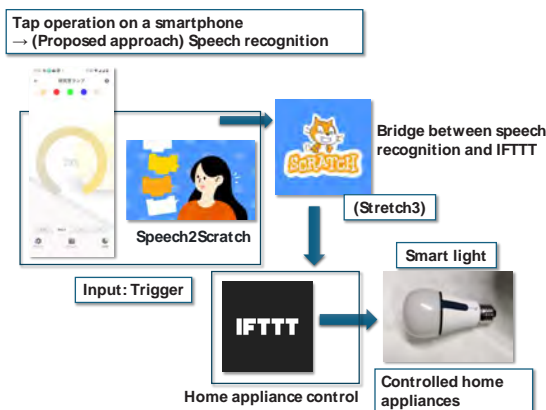 Tap operation on a smartphone
→ (Proposed approach) Speech recognition
SCRATCH
Bridge between speech
recognition and IFTTT
Speech2Scratch
(Stretch3)
Smart light
Input: Trigger
IFTTT
Home appliance control
Controlled home
appliances